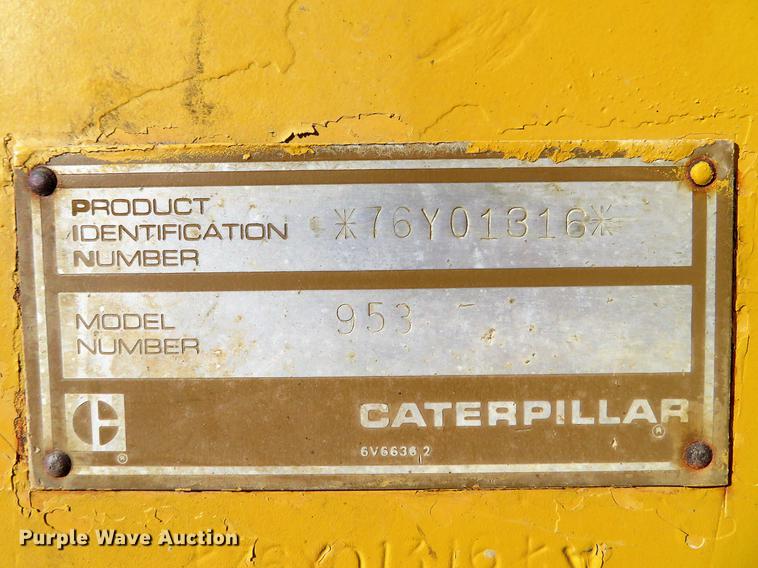 PRODUCT
IDENTIFICATION
NUMBER
*76Y01316*
MODEL
NUMBER
953
CATERPILLAR
®
®
6V6636 2
Purple Wave Auction®